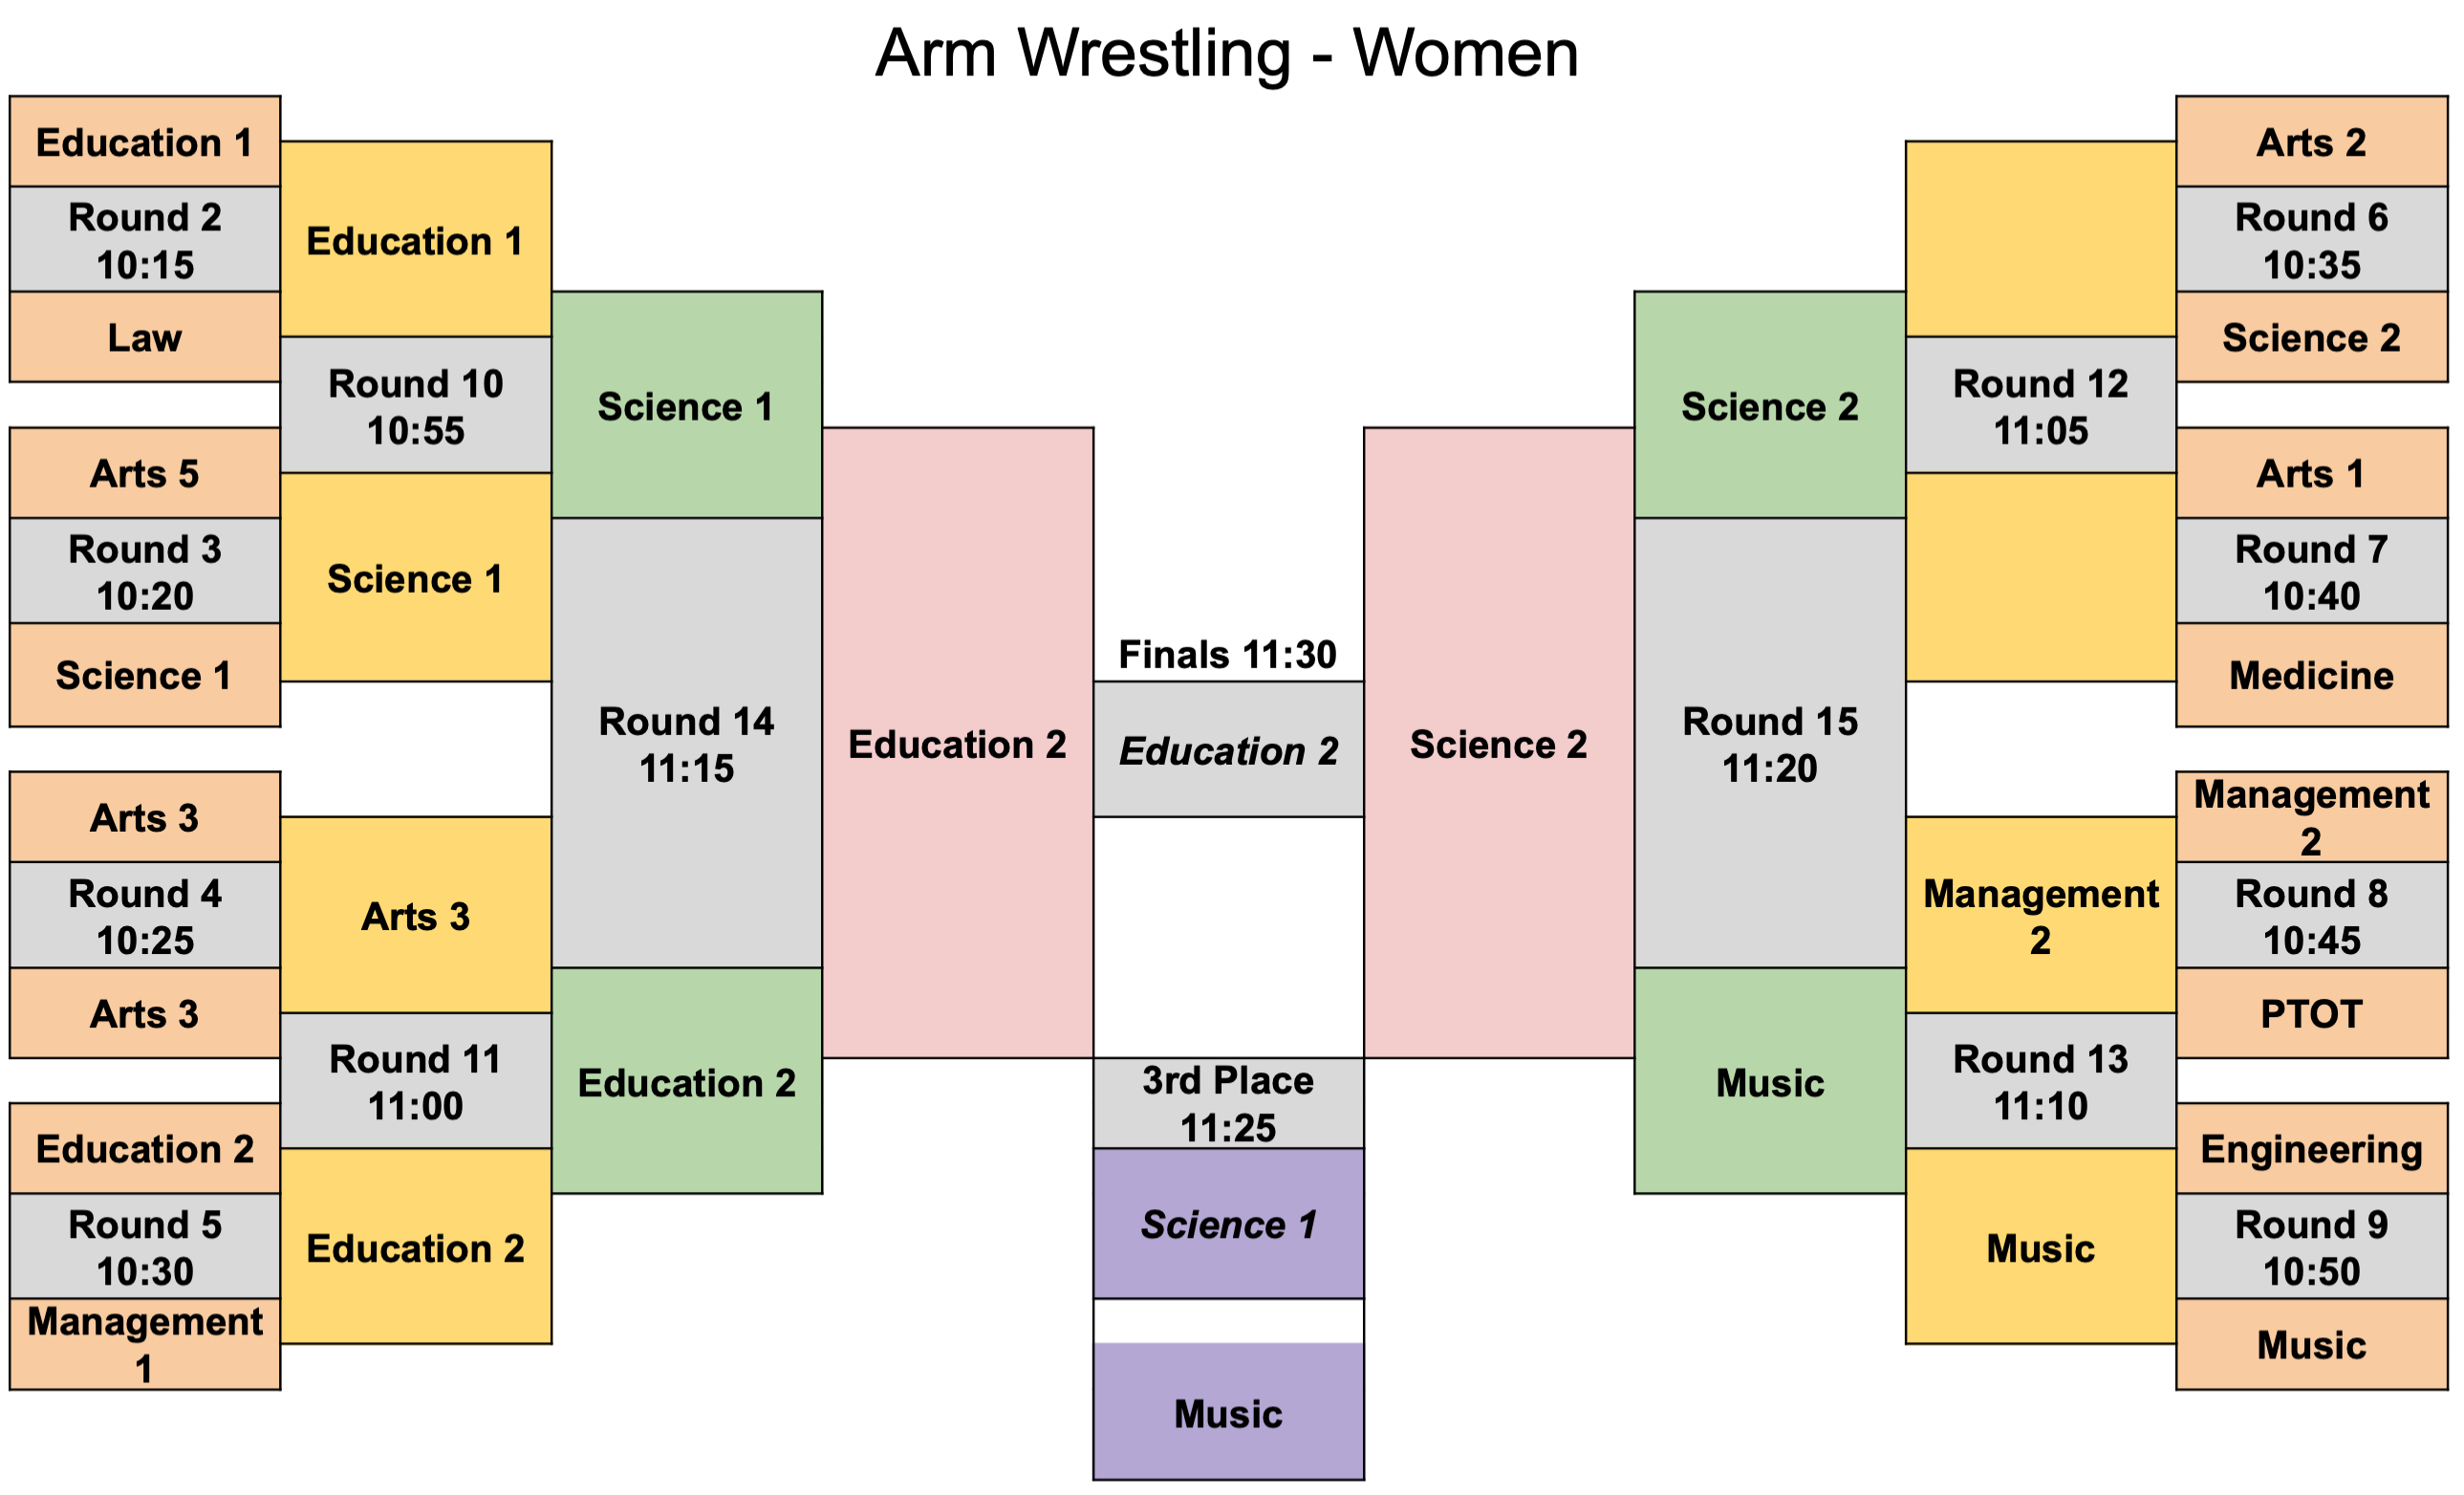 Arm Wrestling - Women
Education 1
Round 2
10:15
Law
Arts 5
Round 3
10:20
Science 1
Arts 3
Round 4
10:25
Arts 3
Education 2
Round 5
10:30
Management
1
Education 1
Round 10
10:55
Science 1
Arts 3
Round 11
11:00
Education 2
Science 1
Round 14
11:15
Education 2
Education 2
Finals 11:30
Education 2
3rd Place
11:25
Science 1
Music
Science 2
Science 2
Round 15
11:20
Music
Round 12
11:05
Management
2
Round 13
11:10
Music
Arts 2
Round 6
10:35
Science 2
Arts 1
Round 7
10:40
Medicine
Management
2
Round 8
10:45
PTOT
Engineering
Round 9
10:50
Music